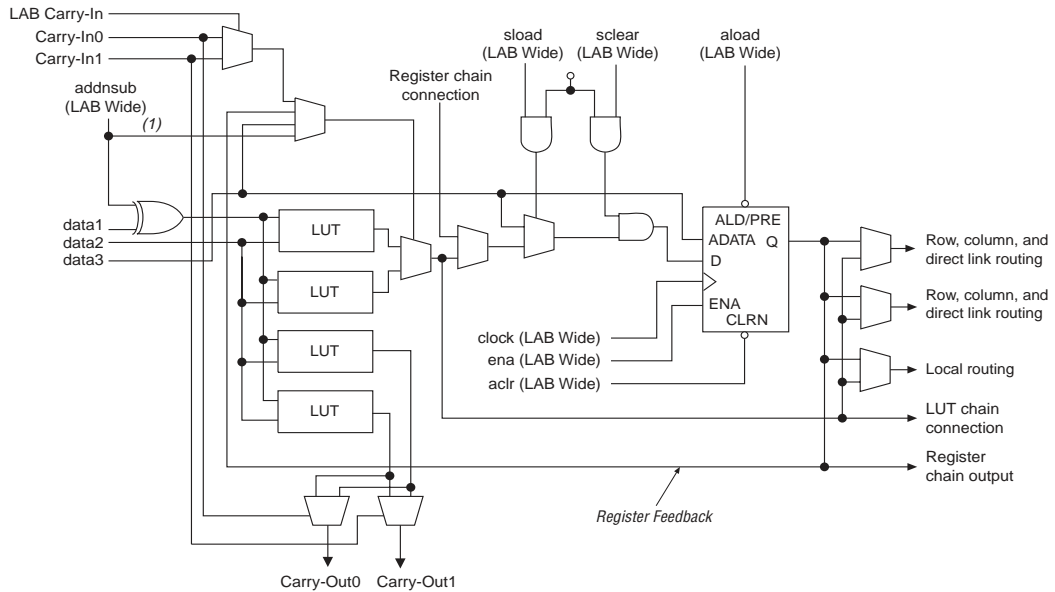 LAB Carry-In
Carry-In0
Carry-In1
addnsub
(LAB Wide)
(1)
data1
data2
data3
Register chain
connection
sload
(LAB Wide)
sclear
(LAB Wide)
aload
(LAB Wide)
LUT
LUT
LUT
LUT
ALD/PRE
ADATA
Q
D
ENA
CLRN
clock (LAB Wide)
ena (LAB Wide)
aclr (LAB Wide)
Row, column, and
direct link routing
Row, column, and
direct link routing
Local routing
LUT chain
connection
Register
chain output
Register Feedback
Carry-Out0
Carry-Out1